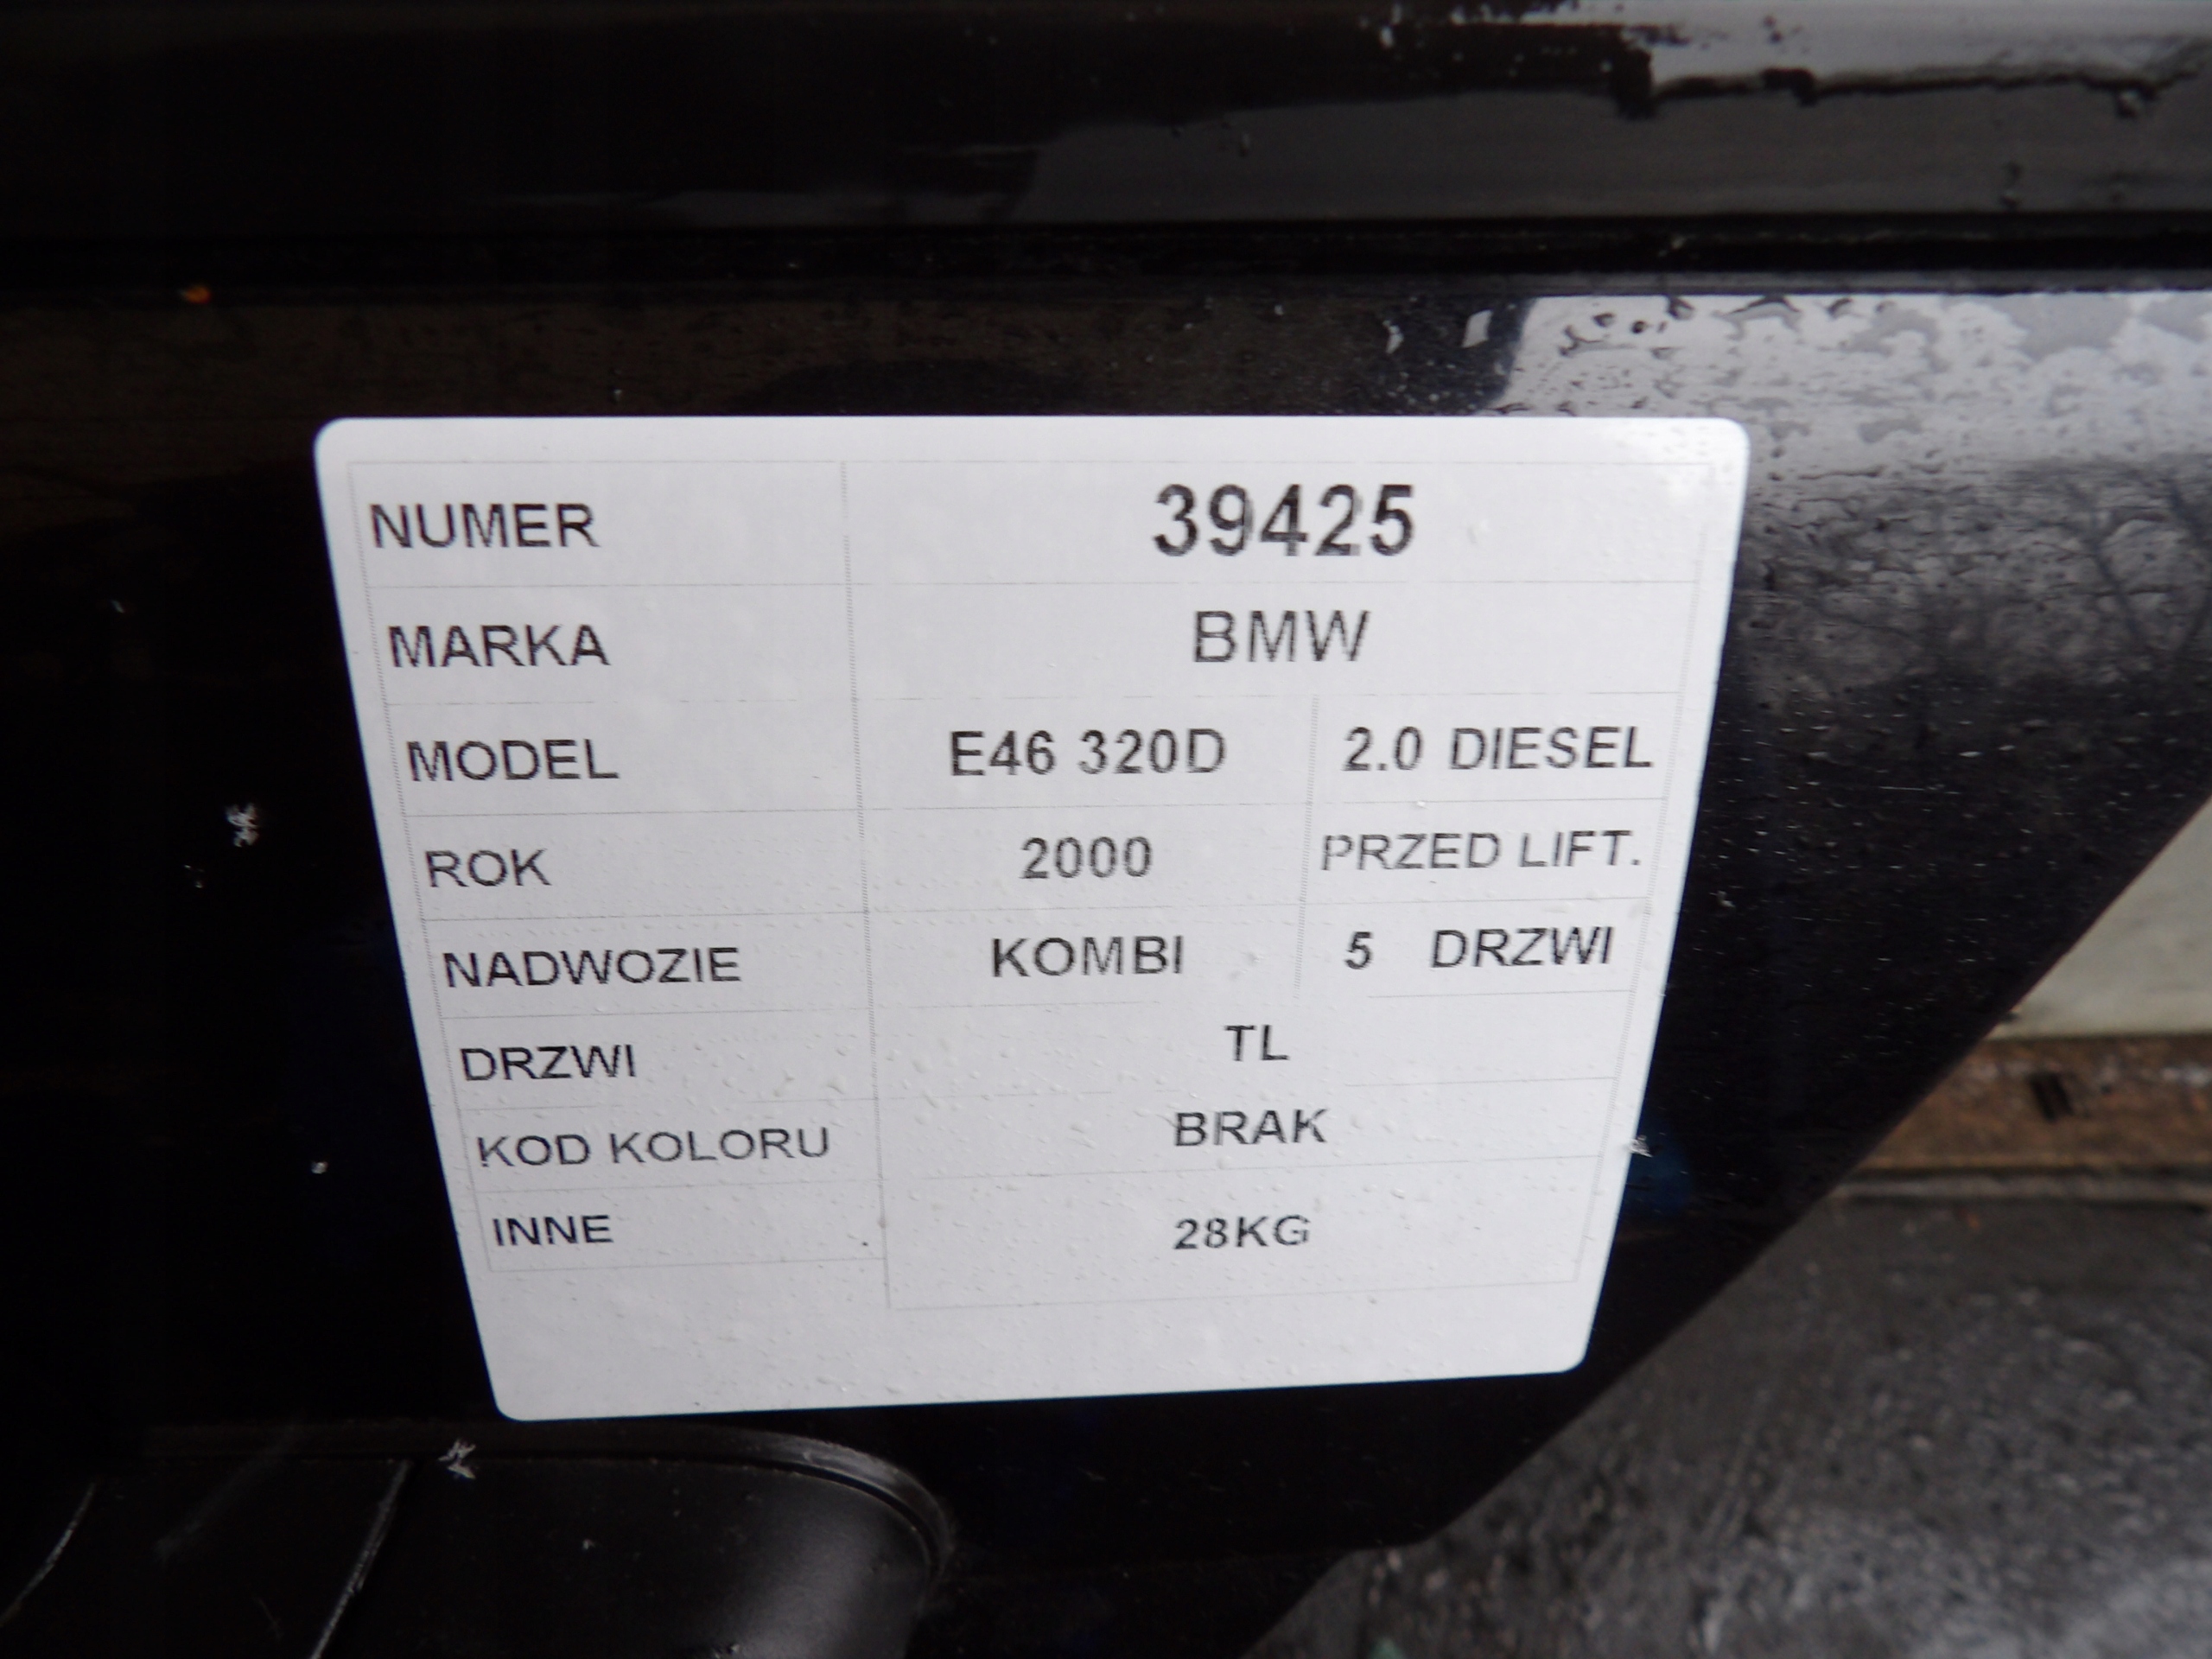 NUMER 39425
MARKA BMW
MODEL E46 320D 2.0 DIESEL
ROK 2000 PRZED LIFT.
NADWOZIE KOMBI 5 DRZWI
DRZWI TL
KOD KOLORU BRAK
INNE 28KG